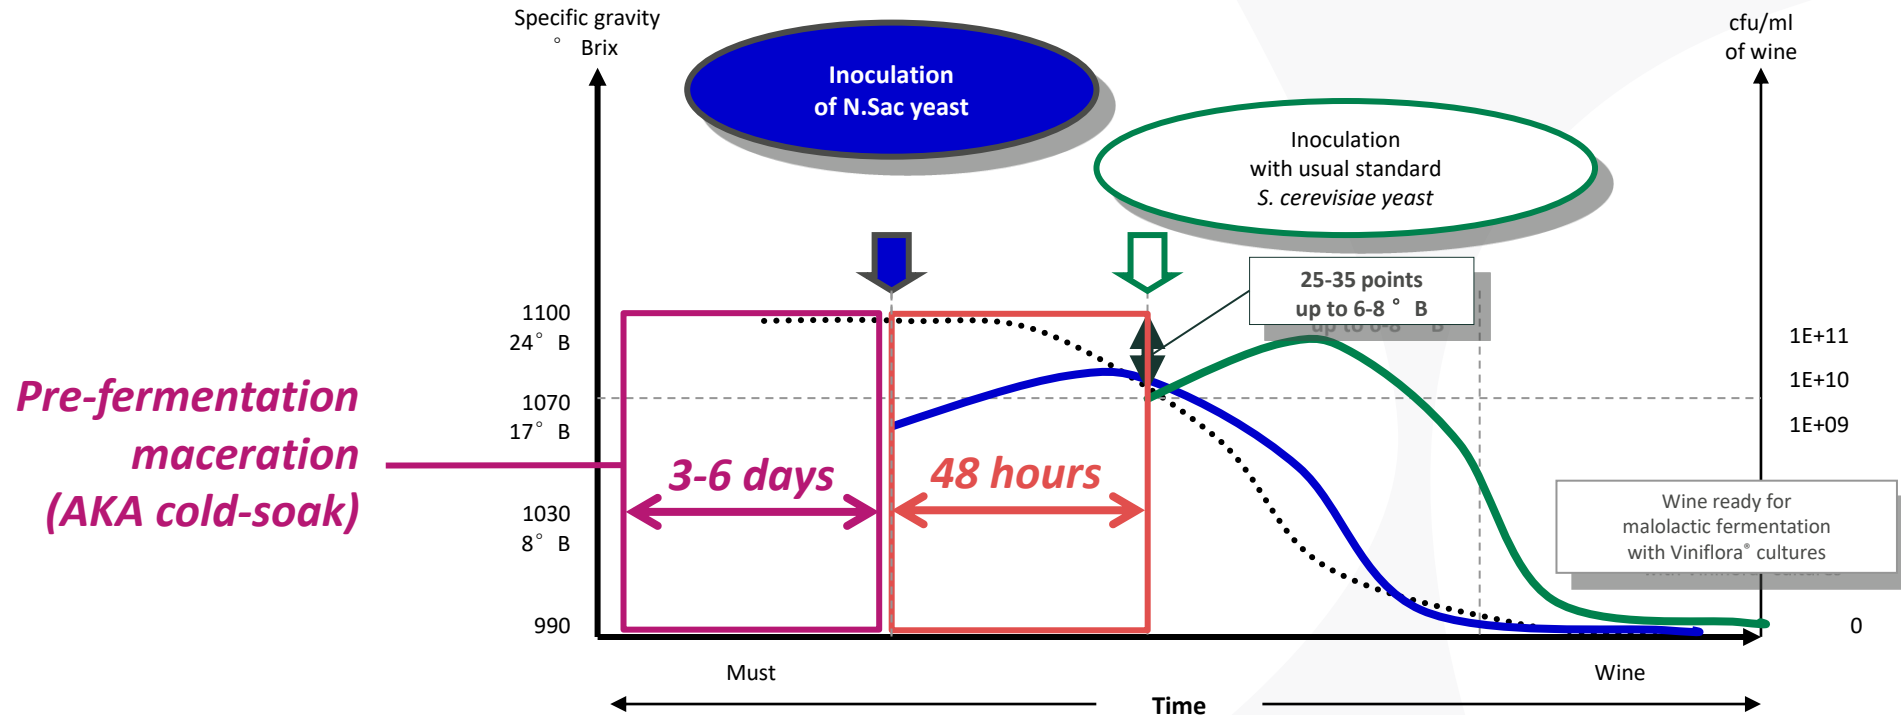 Specific gravity
° Brix
cfu/ml
of wine
Inoculation
of N.Sac yeast
Inoculation
with usual standard
S. cerevisiae yeast
25-35 points
up to 6-8 ° B
1100
24° B
1E+11
1E+10
Pre-fermentation
maceration
(AKA cold-soak)
1070
17° B
1E+09
3-6 days
48 hours
1030
8° B
Wine ready for
malolactic fermentation
with Viniflora® cultures
990
0
Must
Wine
Time